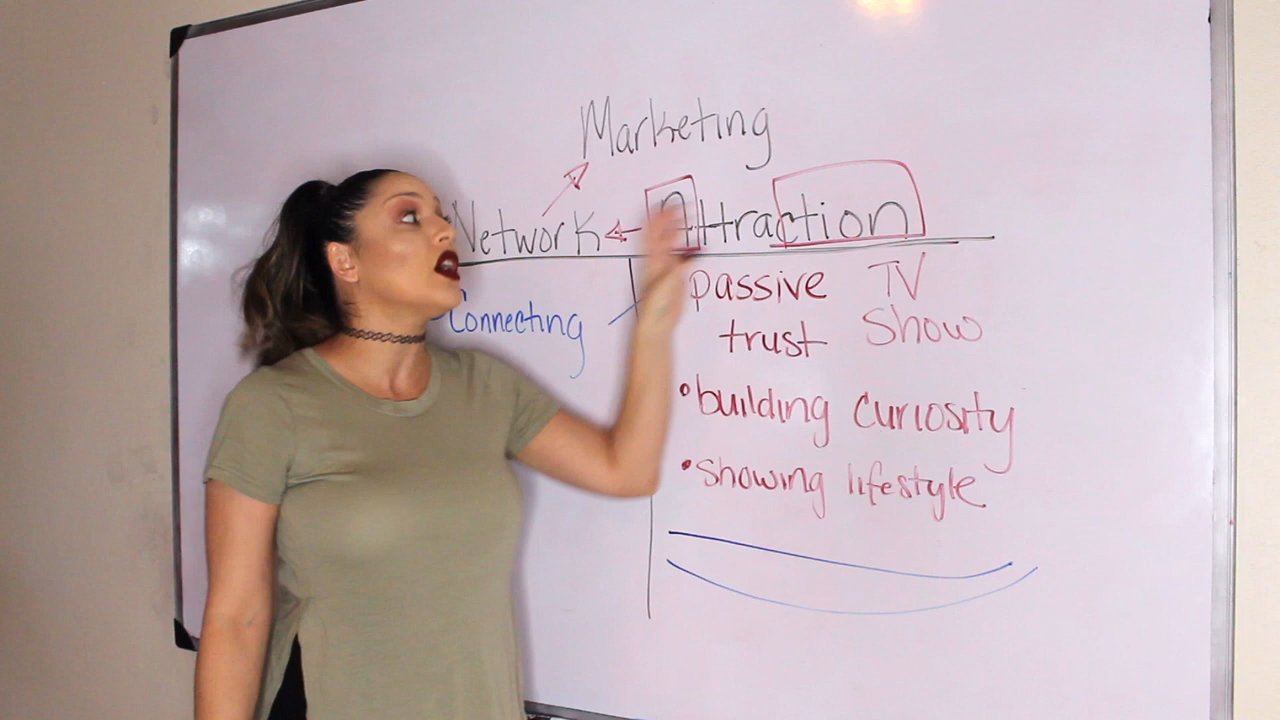 Marketing
Network Attraction
Connecting
passive TV
trust Show
•building curiosity
•showing lifestyle